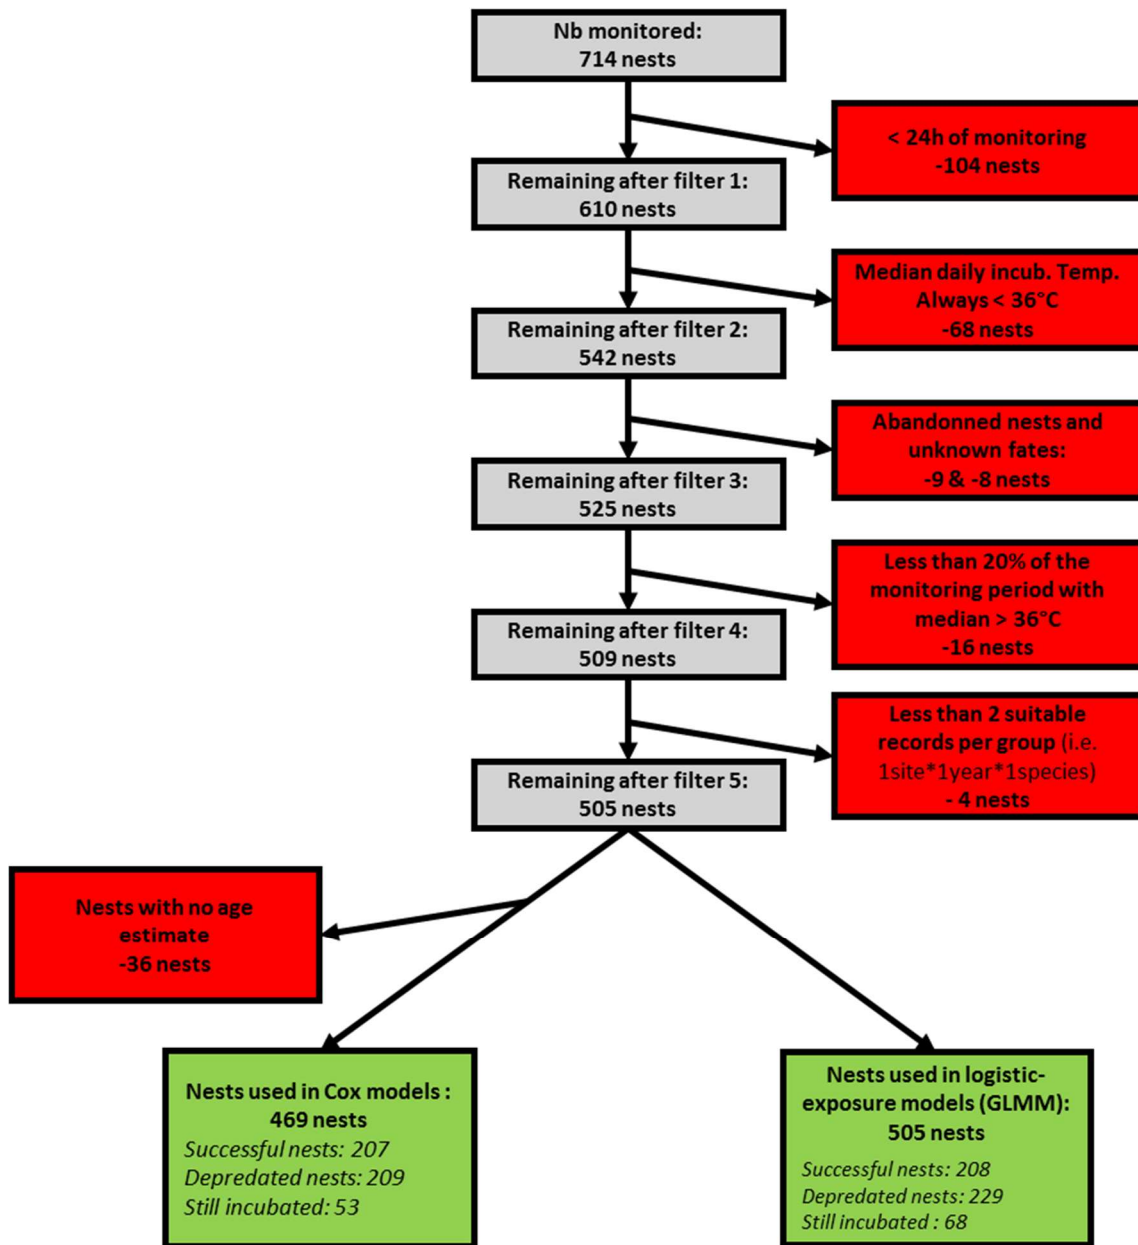 Nb monitored:
714 nests
< 24h of monitoring
-104 nests
Remaining after filter 1:
610 nests
Median daily incub. Temp.
Always < 36°C
-68 nests
Remaining after filter 2:
542 nests
Abandonned nests and
unknown fates:
-9 & -8 nests
Remaining after filter 3:
525 nests
Less than 20% of the
monitoring period with
median > 36°C
-16 nests
Remaining after filter 4:
509 nests
Less than 2 suitable
records per group (i.e.
1site*1year*1species)
- 4 nests
Remaining after filter 5:
505 nests
Nests with no age
estimate
-36 nests
Nests used in Cox models :
469 nests
Successful nests: 207
Depredated nests: 209
Still incubated: 53
Nests used in logistic-
exposure models (GLMM):
505 nests
Successful nests: 208
Depredated nests: 229
Still incubated : 68